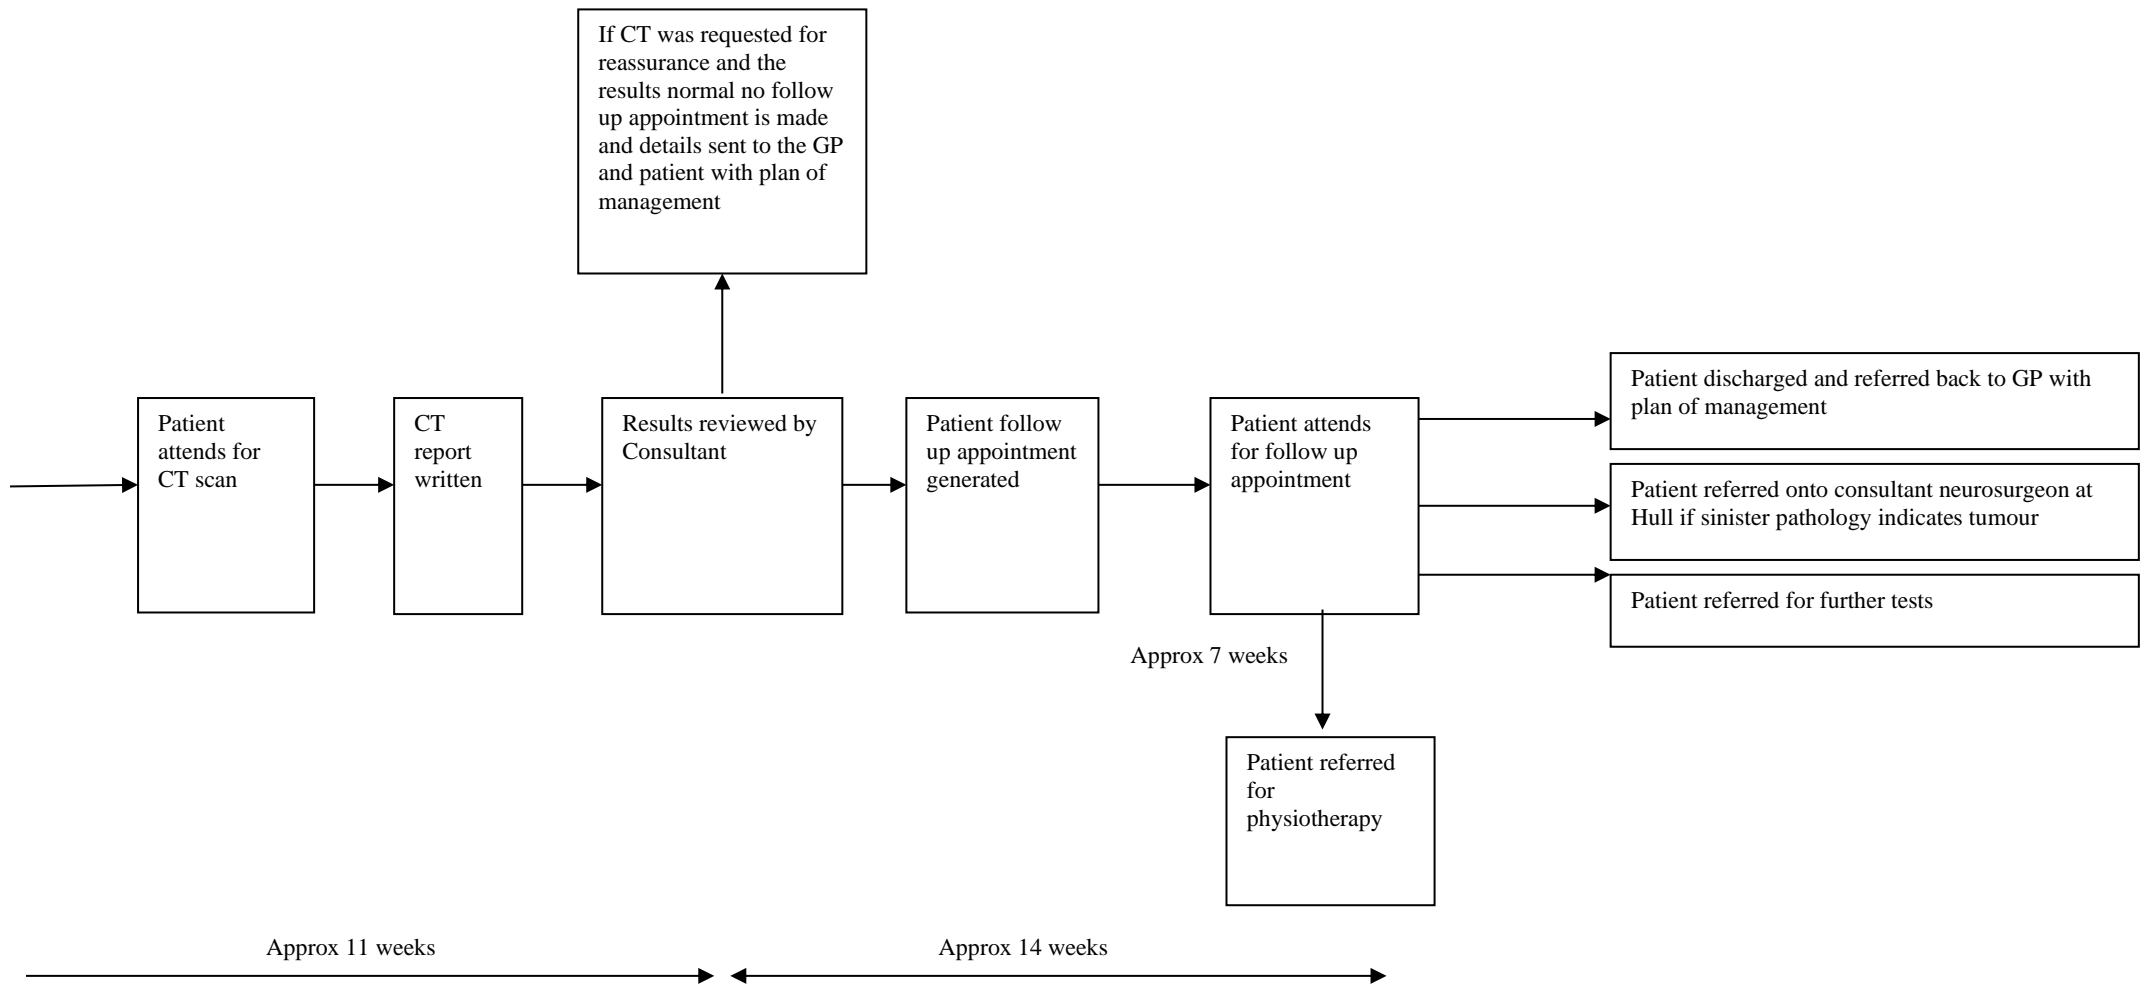 If CT was requested for
reassurance and the
results normal no follow
up appointment is made
and details sent to the GP
and patient with plan of
management
Patient
attends for
CT scan
CT
report
written
Results reviewed by
Consultant
Patient follow
up appointment
generated
Patient attends
for follow up
appointment
Patient discharged and referred back to GP with
plan of management
Patient referred onto consultant neurosurgeon at
Hull if sinister pathology indicates tumour
Patient referred for further tests
Approx 7 weeks
Patient referred
for
physiotherapy
Approx 11 weeks
Approx 14 weeks